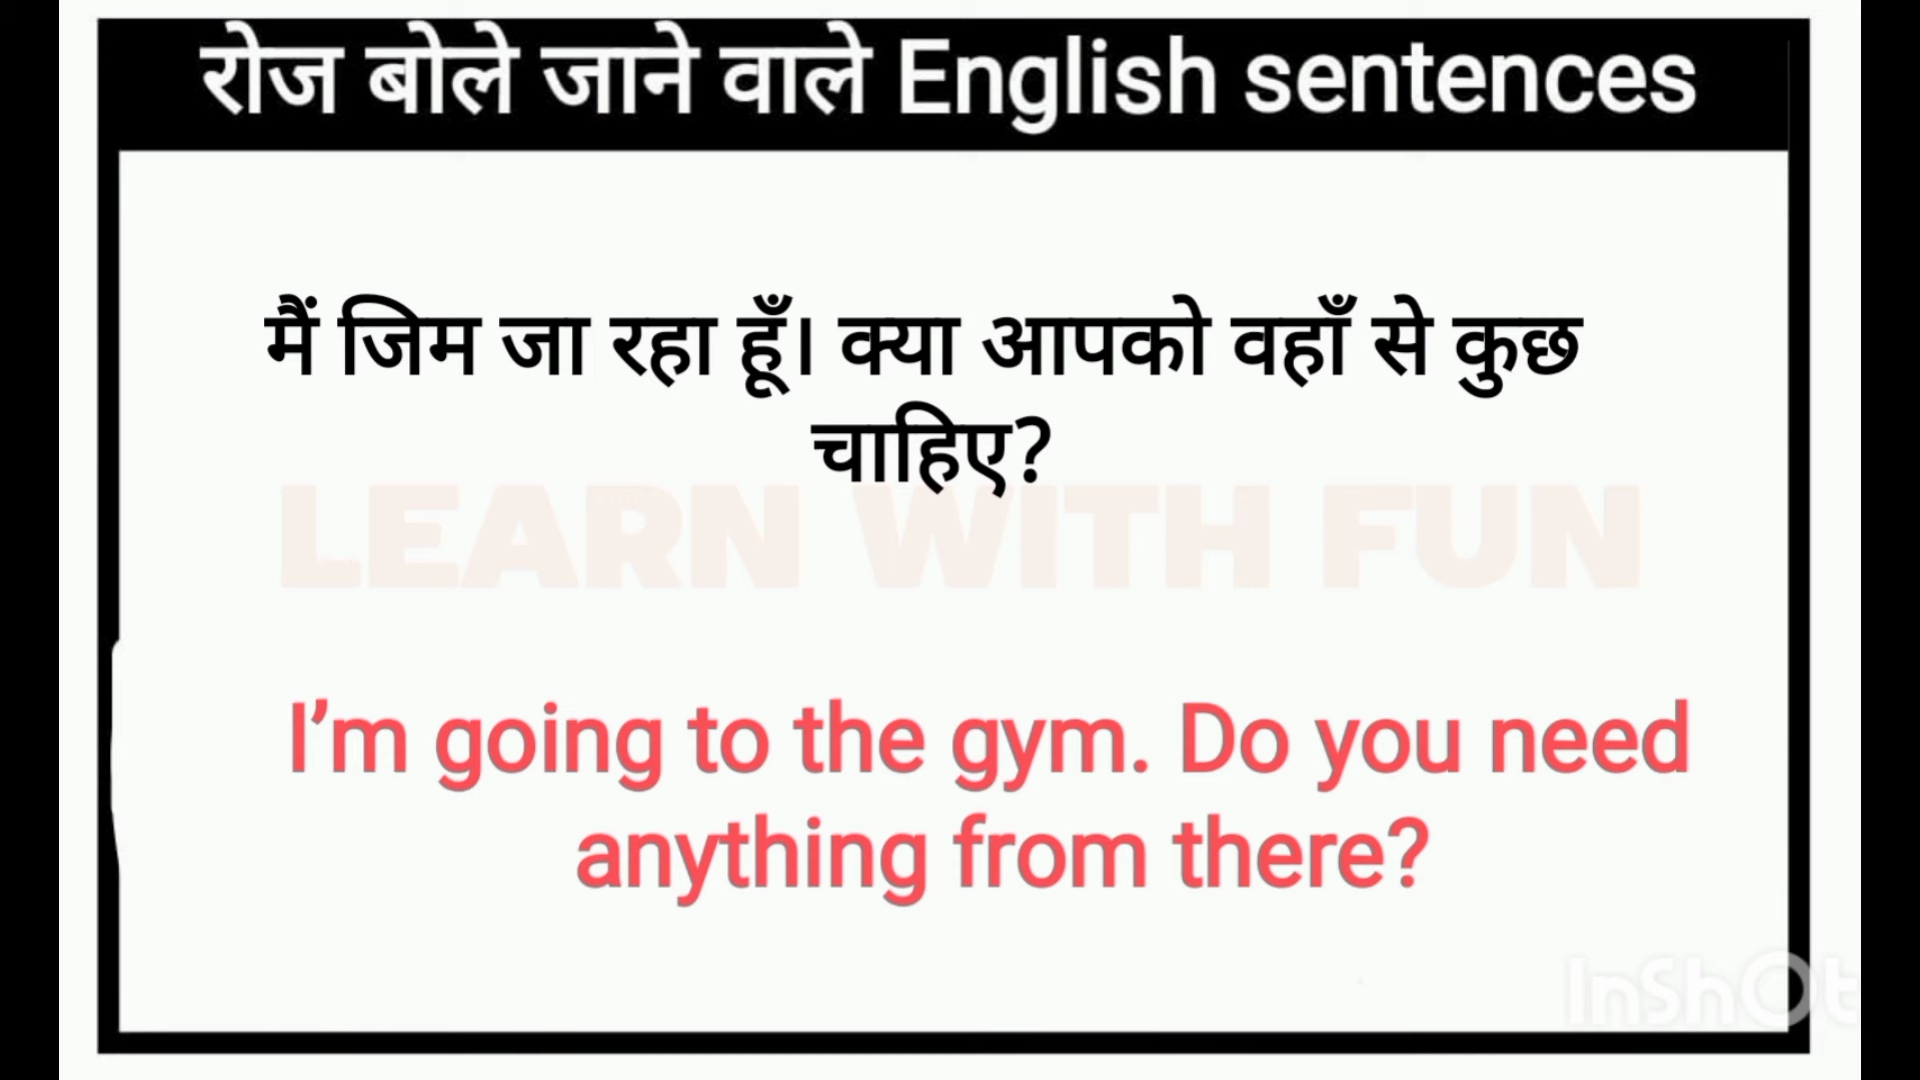 रोज बोले जाने वाले English sentences
मैं जिम जा रहा हूँ। क्या आपको वहाँ से कुछ
चाहिए?
LEARN WITH FUN
I’m going to the gym. Do you need
anything from there?
InShOt